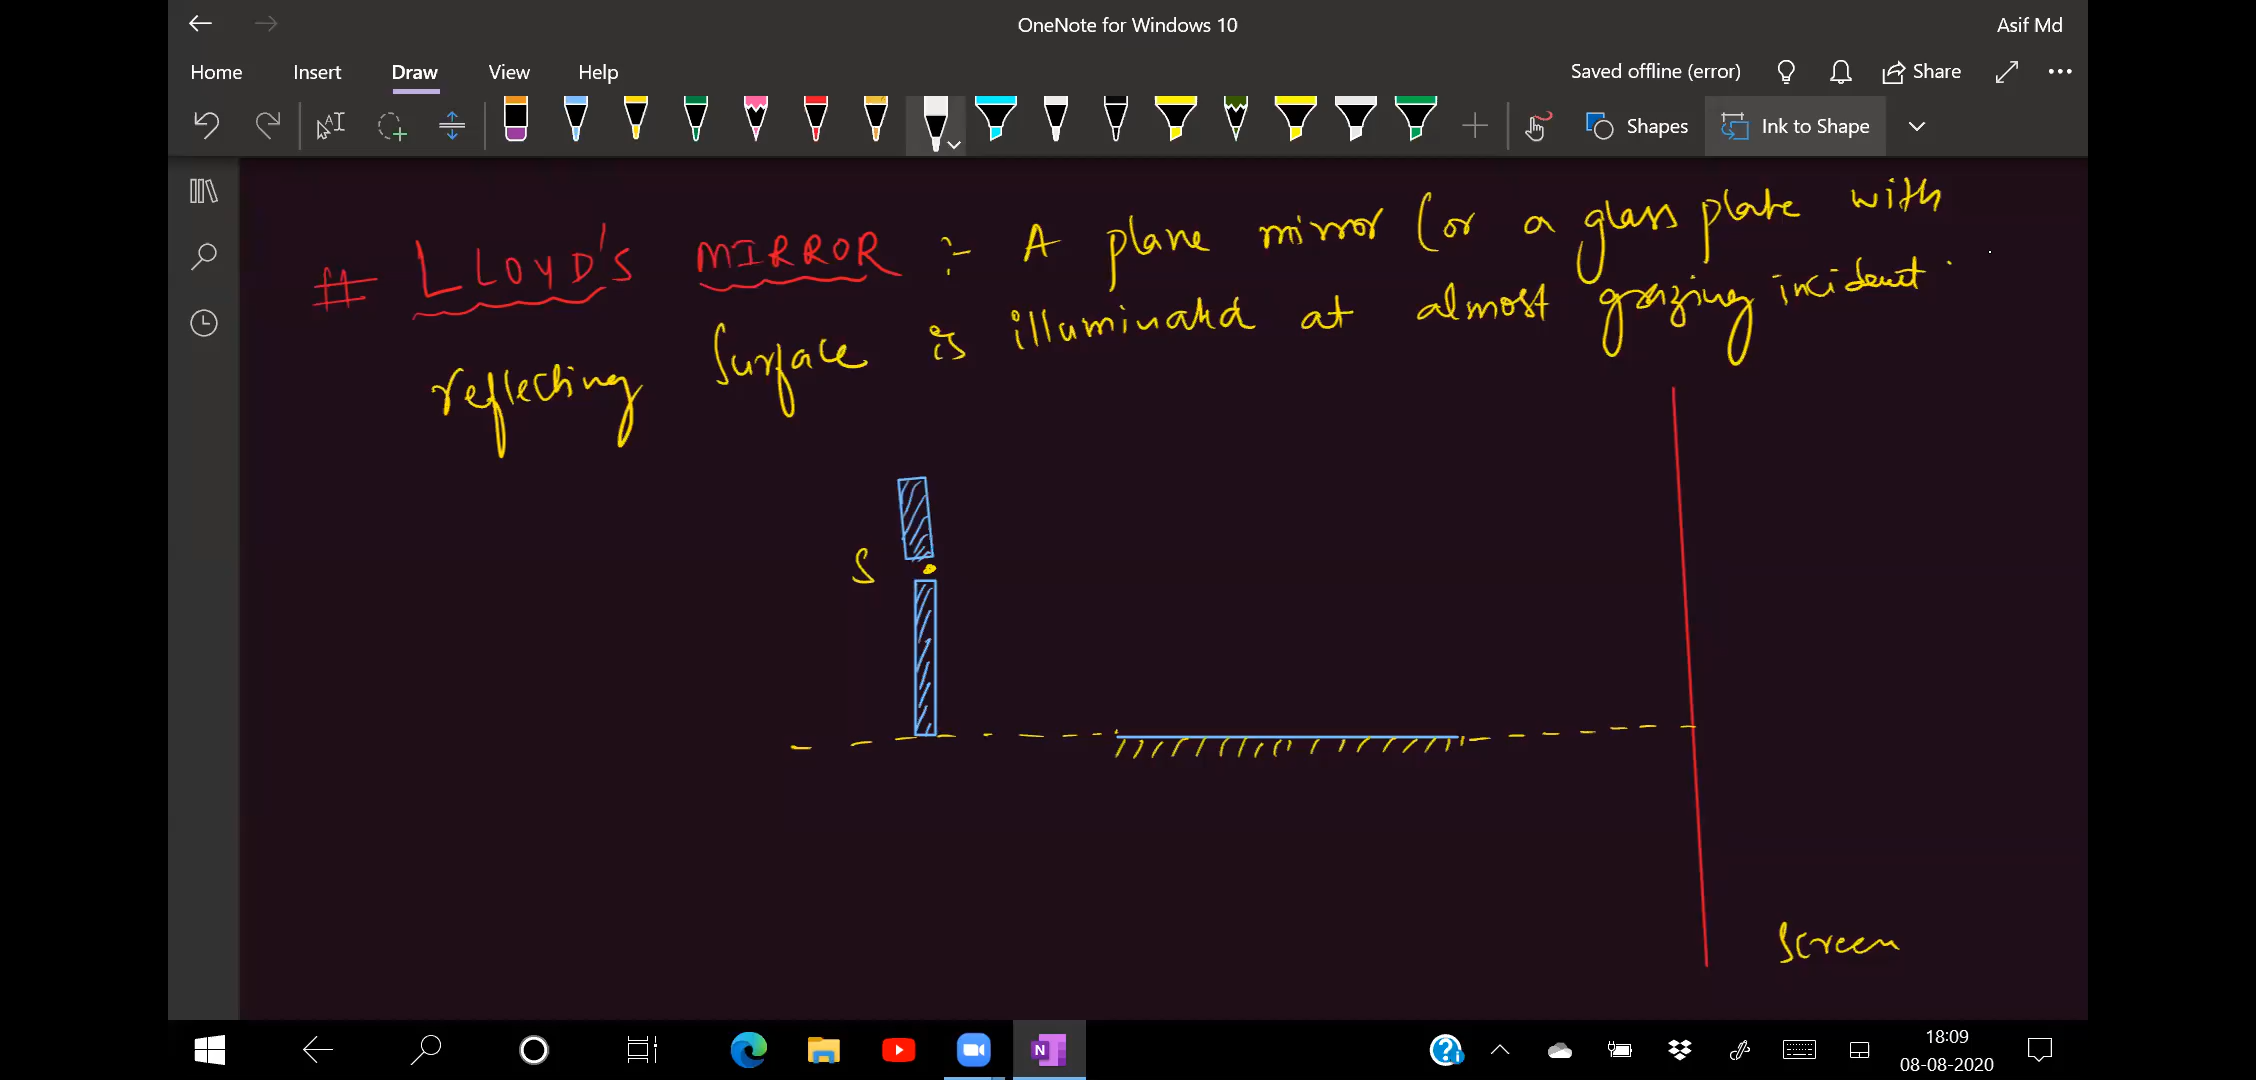 OneNote for Windows 10
Asif Md
Home Insert Draw View Help
Saved offline (error) Share
Shapes Ink to Shape
# LLOYD'S MIRROR :- A plane mirror (or a glass plate with
reflecting surface is illuminated at almost grazing incident.
S
Screen
18:09
08-08-2020